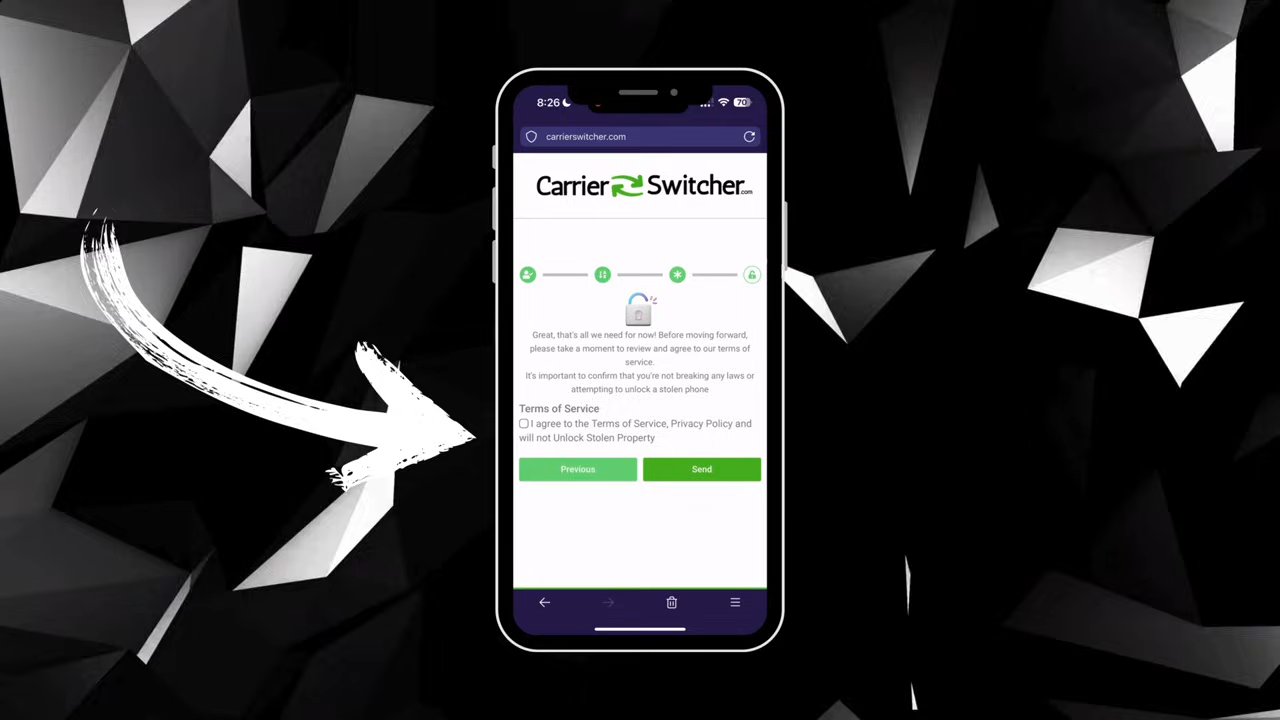 8:26
70
carrierswitcher.com
Carrier Switcher.com
Great, that's all we need for now! Before moving forward,
please take a moment to review and agree to our terms of
service.
It's important to confirm that you're not breaking any laws or
attempting to unlock a stolen phone
Terms of Service
I agree to the Terms of Service, Privacy Policy and
will not Unlock Stolen Property
Previous
Send